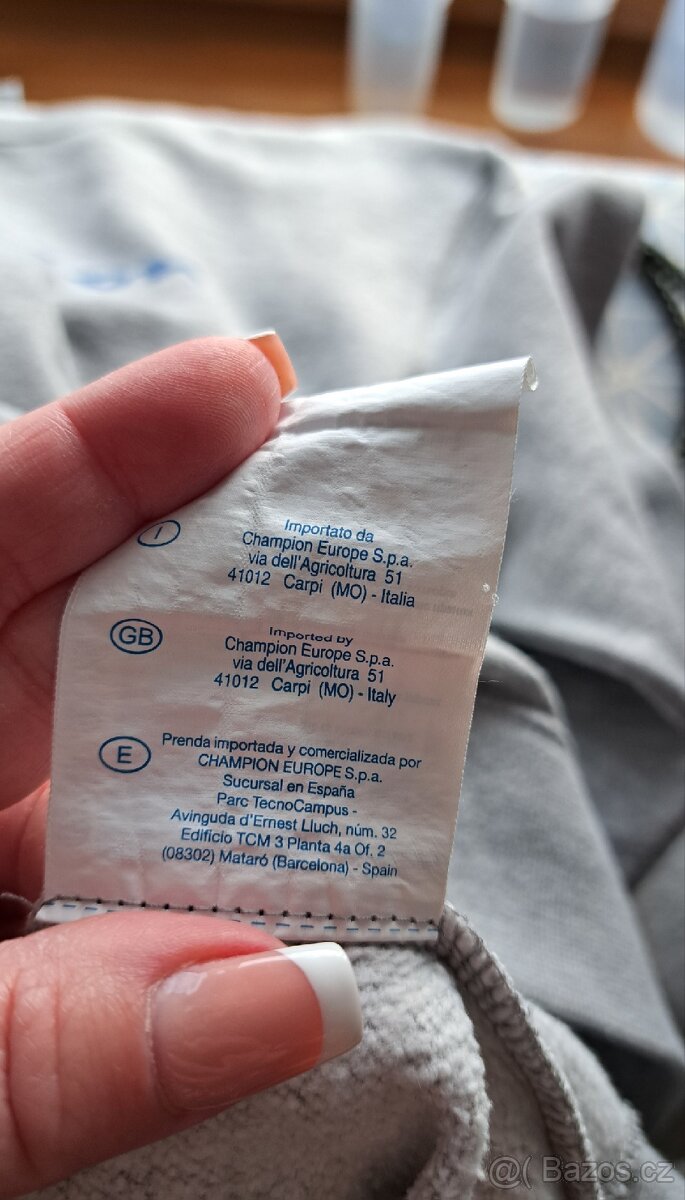 I
Importato da
Champion Europe S.p.a.
via dell'Agricoltura 51
41012 Carpi (MO) - Italia
GB
Imported by
Champion Europe S.p.a.
via dell'Agricoltura 51
41012 Carpi (MO) - Italy
E
Prenda importada y comercializada por
CHAMPION EUROPE S.p.a.
Sucursal en España
Parc TecnoCampus -
Avinguda d'Ernest Lluch, núm. 32
Edificio TCM 3 Planta 4a Of. 2
(08302) Mataró (Barcelona) - Spain
@( Bazos.cz